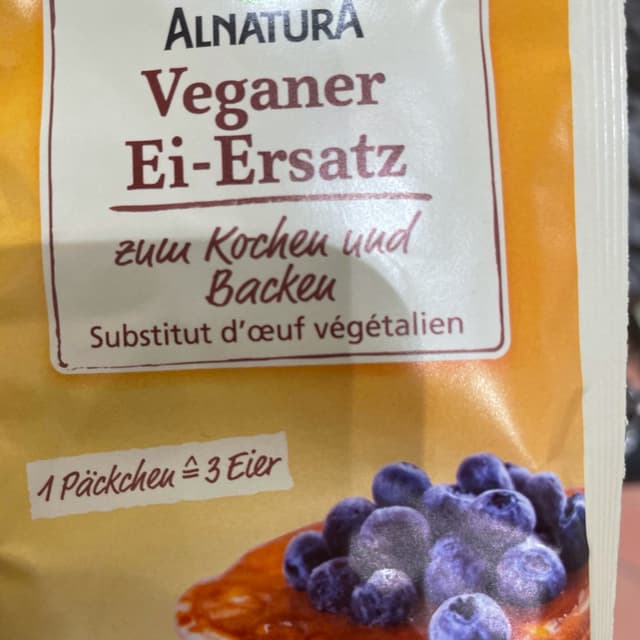 ALNATURA
Veganer
Ei-Ersatz
zum Kochen und
Backen
Substitut d'œuf végétalien
1 Päckchen ≙ 3 Eier